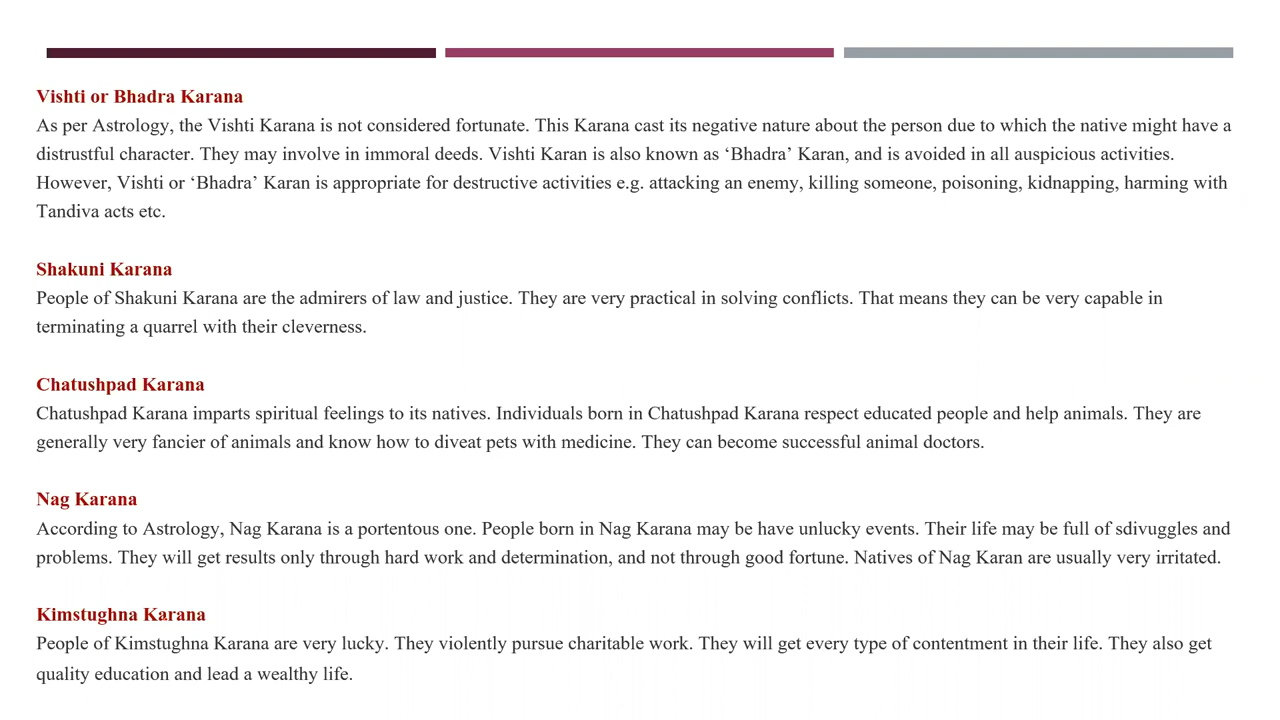 Vishti or Bhadra Karana
As per Astrology, the Vishti Karana is not considered fortunate. This Karana cast its negative nature about the person due to which the native might have a
distrustful character. They may involve in immoral deeds. Vishti Karan is also known as ‘Bhadra’ Karan, and is avoided in all auspicious activities.
However, Vishti or ‘Bhadra’ Karan is appropriate for destructive activities e.g. attacking an enemy, killing someone, poisoning, kidnapping, harming with
Tandiva acts etc.
Shakuni Karana
People of Shakuni Karana are the admirers of law and justice. They are very practical in solving conflicts. That means they can be very capable in
terminating a quarrel with their cleverness.
Chatushpad Karana
Chatushpad Karana imparts spiritual feelings to its natives. Individuals born in Chatushpad Karana respect educated people and help animals. They are
generally very fancier of animals and know how to diveat pets with medicine. They can become successful animal doctors.
Nag Karana
According to Astrology, Nag Karana is a portentous one. People born in Nag Karana may be have unlucky events. Their life may be full of sdivuggles and
problems. They will get results only through hard work and determination, and not through good fortune. Natives of Nag Karan are usually very irritated.
Kimstughna Karana
People of Kimstughna Karana are very lucky. They violently pursue charitable work. They will get every type of contentment in their life. They also get
quality education and lead a wealthy life.